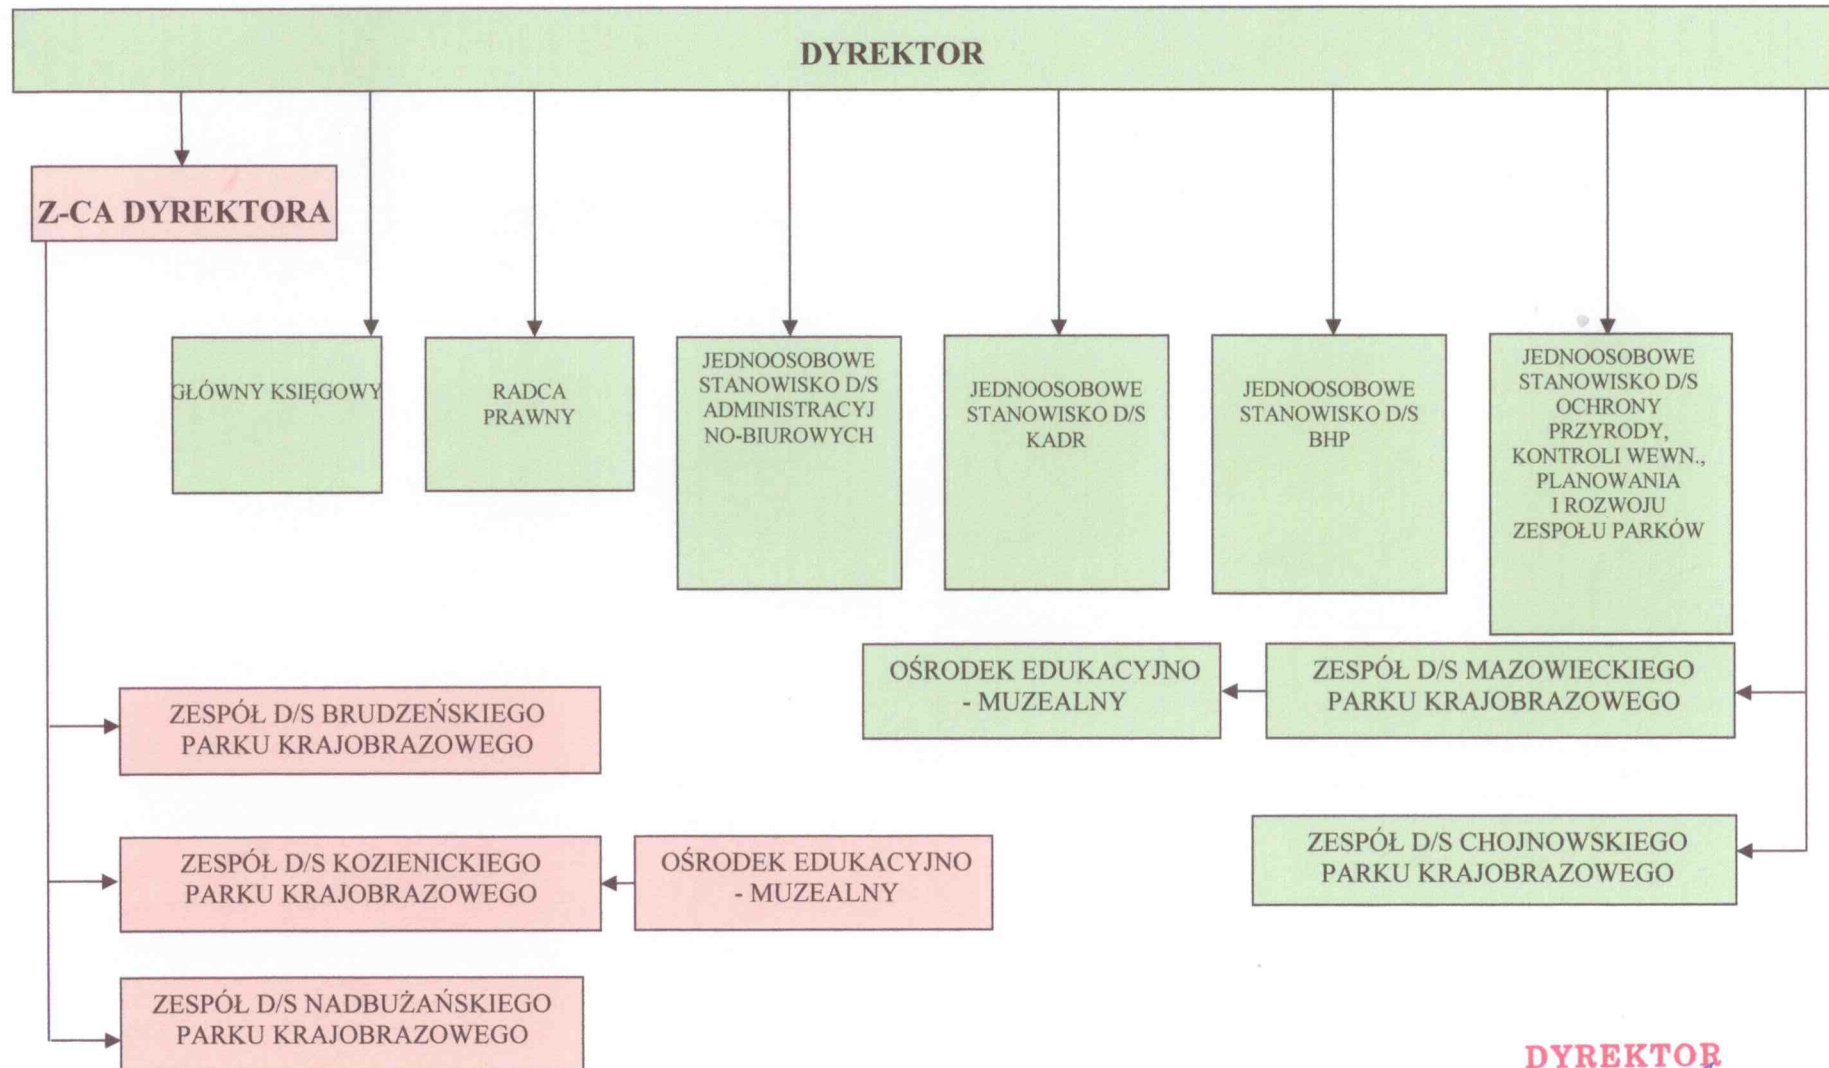 DYREKTOR
Z-CA DYREKTORA
GŁÓWNY KSIĘGOWY
RADCA
PRAWNY
JEDNOOSOBOWE
STANOWISKO D/S
ADMINISTRACYJ
NO-BIUROWYCH
JEDNOOSOBOWE
STANOWISKO D/S
KADR
JEDNOOSOBOWE
STANOWISKO D/S
BHP
JEDNOOSOBOWE
STANOWISKO D/S
OCHRONY
PRZYRODY,
KONTROLI WEWN.,
PLANOWANIA
I ROZWOJU
ZESPOŁU PARKÓW
OŚRODEK EDUKACYJNO
- MUZEALNY
ZESPÓŁ D/S MAZOWIECKIEGO
PARKU KRAJOBRAZOWEGO
ZESPÓŁ D/S BRUDZEŃSKIEGO
PARKU KRAJOBRAZOWEGO
ZESPÓŁ D/S CHOJNOWSKIEGO
PARKU KRAJOBRAZOWEGO
ZESPÓŁ D/S KOZIENICKIEGO
PARKU KRAJOBRAZOWEGO
OŚRODEK EDUKACYJNO
- MUZEALNY
ZESPÓŁ D/S NADBUŻAŃSKIEGO
PARKU KRAJOBRAZOWEGO
DYREKTOR